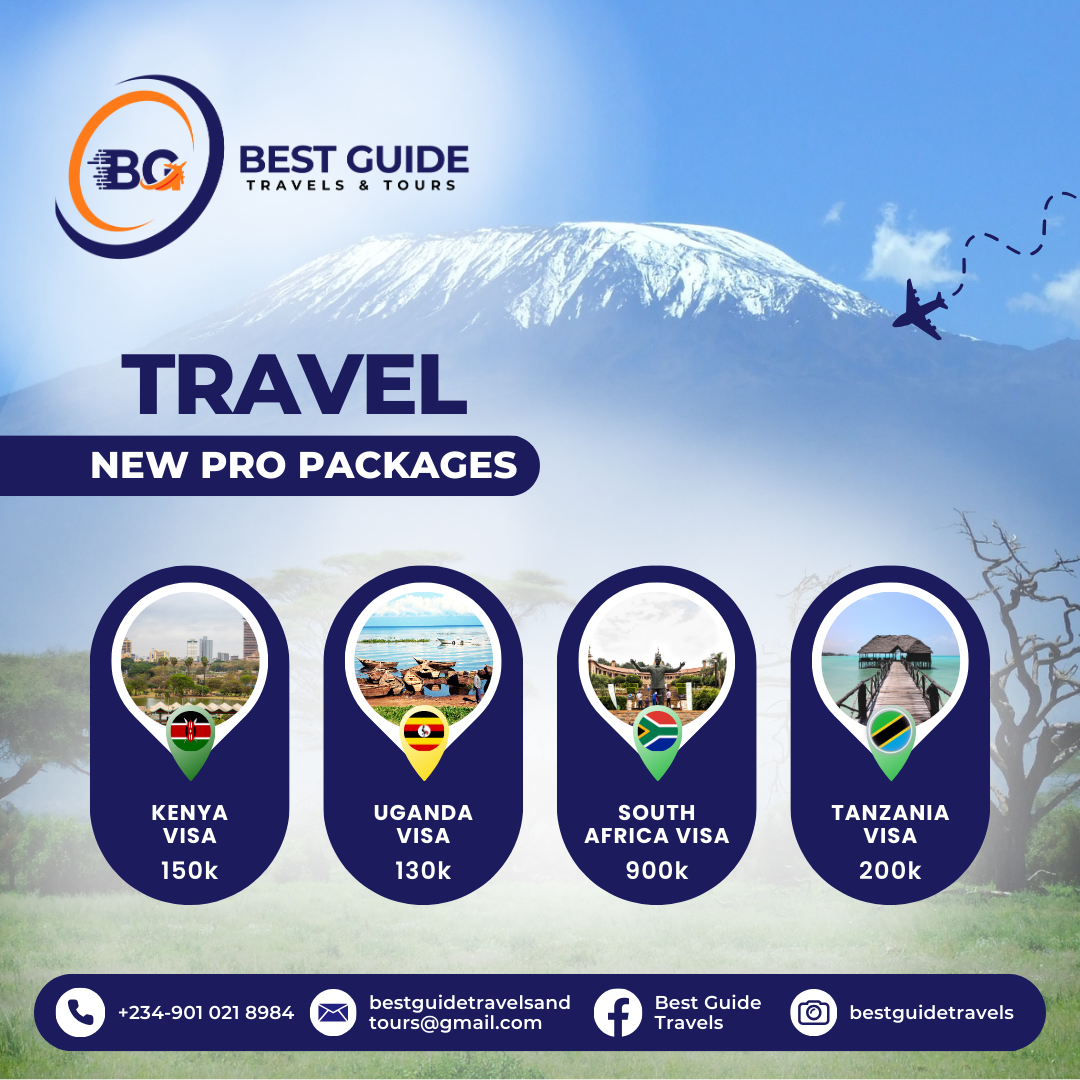 BG
BEST GUIDE
TRAVELS & TOURS
TRAVEL
NEW PRO PACKAGES
KENYA
VISA
150k
UGANDA
VISA
130k
SOUTH
AFRICA VISA
900k
TANZANIA
VISA
200k
+234-901 021 8984
bestguidetravelsand
tours@gmail.com
Best Guide
Travels
bestguidetravels